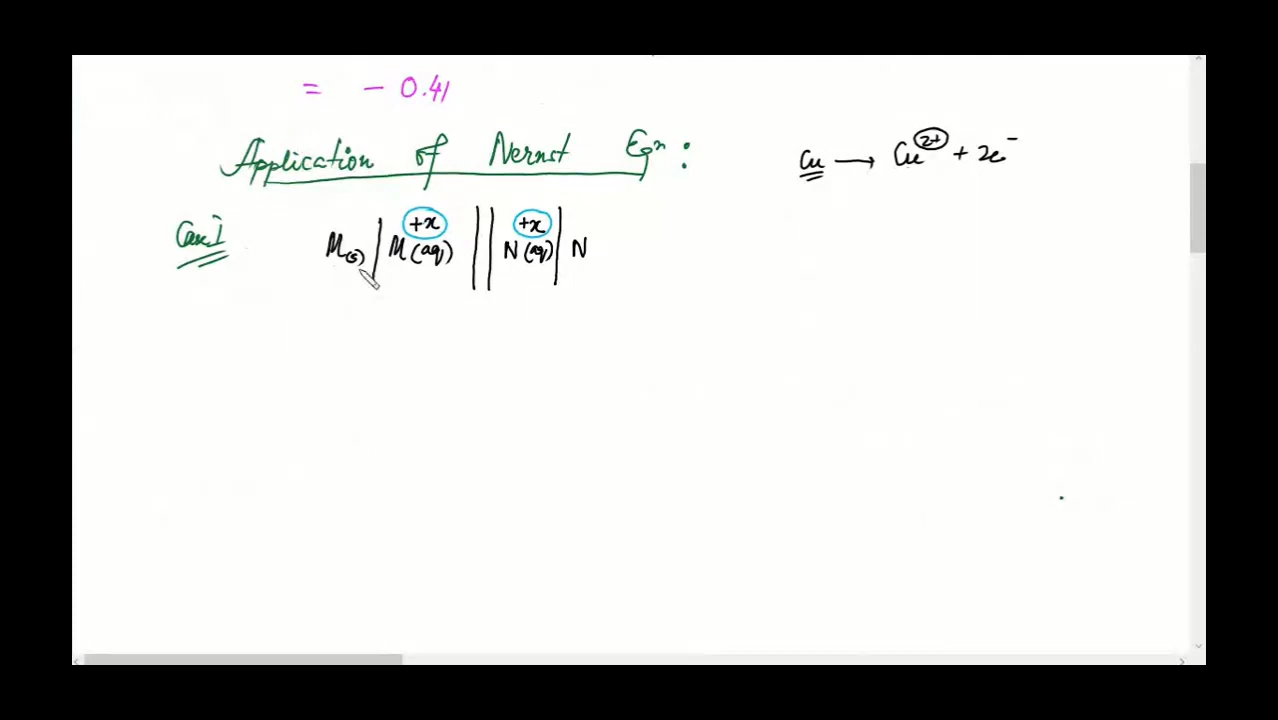 = - 0.41
Application of Nernst Eqⁿ :
Cu → Cu²⁺ + 2e⁻
Case I
M(s) | M⁺ˣ(aq) || N⁺ˣ(aq) | N